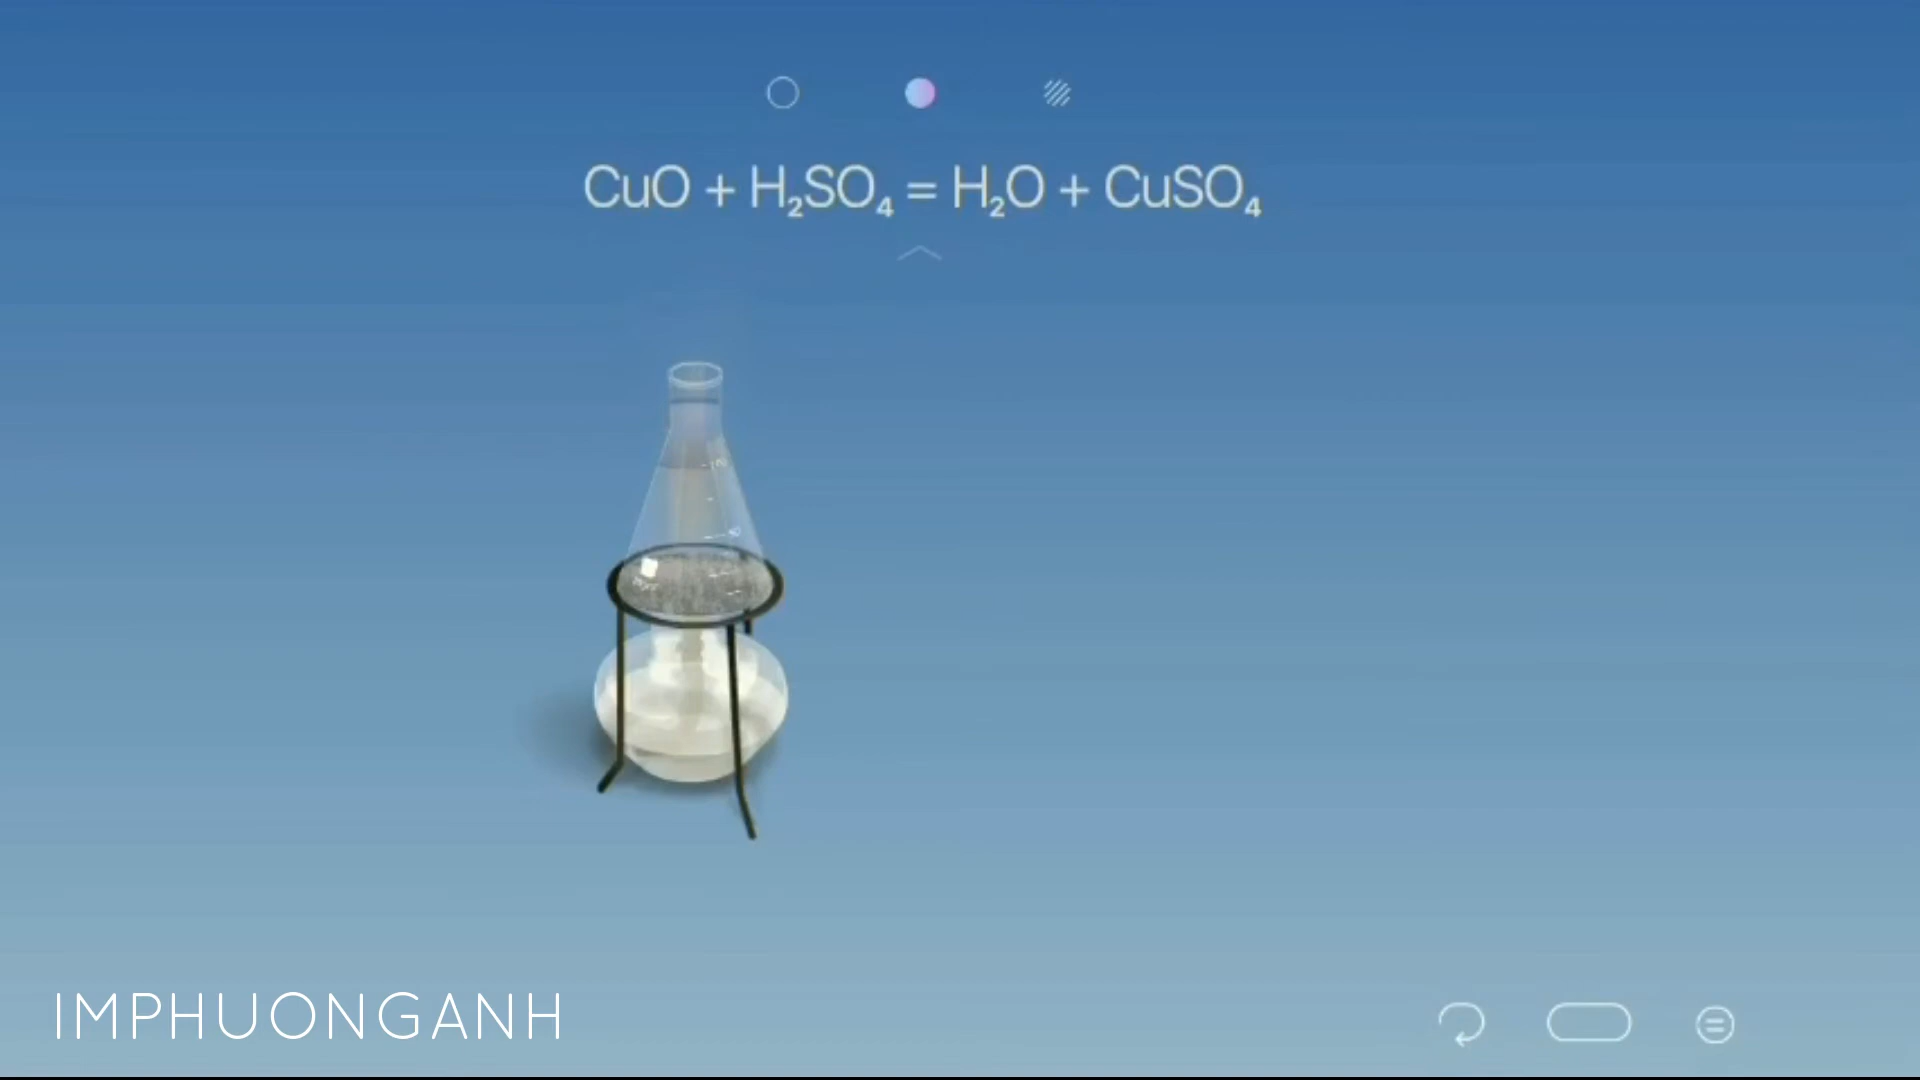 CuO + H₂SO₄ = H₂O + CuSO₄
IMPHUONGANH